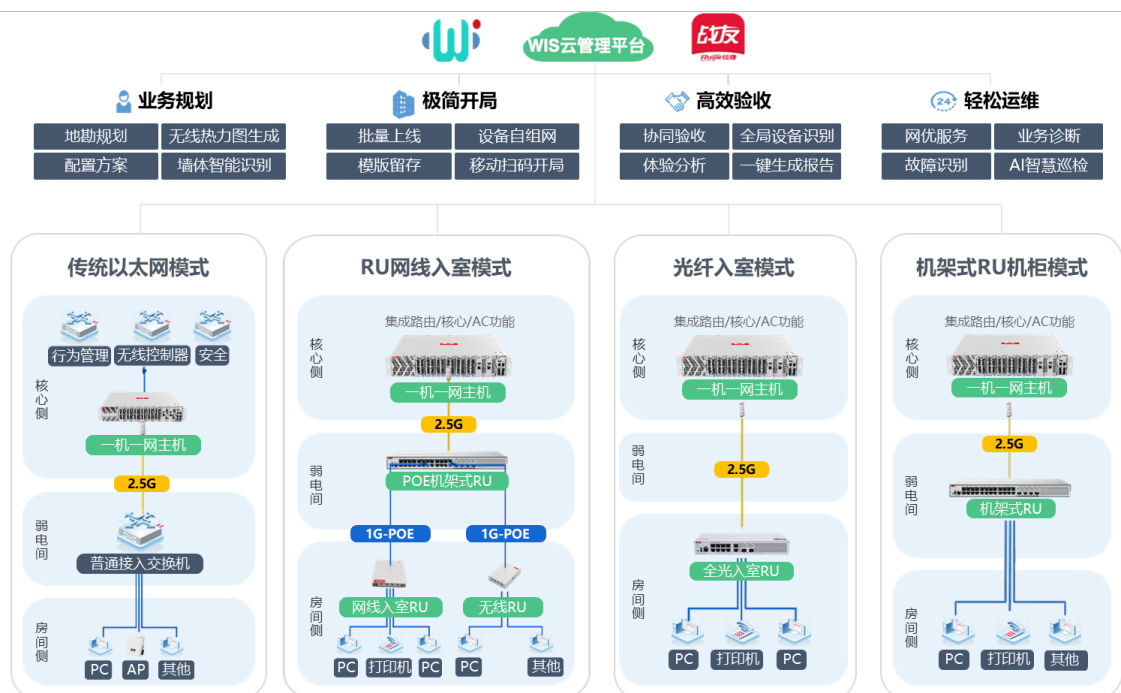 Wi
WIS云管理平台
战友
Ruijie锐捷
业务规划
极简开局
高效验收
24
轻松运维
地勘规划
无线热力图生成
批量上线
设备自组网
协同验收
全局设备识别
网优服务
业务诊断
配置方案
墙体智能识别
模版留存
移动扫码开局
体验分析
一键生成报告
故障识别
AI智慧巡检
传统以太网模式
行为管理
无线控制器
安全
核心侧
一机一网主机
2.5G
弱电间
普通接入交换机
房间侧
PC
AP
其他
RU网线入室模式
集成路由/核心/AC功能
核心侧
一机一网主机
2.5G
弱电间
POE机架式RU
1G-POE
1G-POE
房间侧
网线入室RU
无线RU
PC
打印机
PC
PC
其他
光纤入室模式
集成路由/核心/AC功能
核心侧
一机一网主机
弱电间
2.5G
房间侧
全光入室RU
PC
打印机
PC
机架式RU机柜模式
集成路由/核心/AC功能
核心侧
一机一网主机
2.5G
弱电间
机架式RU
房间侧
PC
打印机
其他